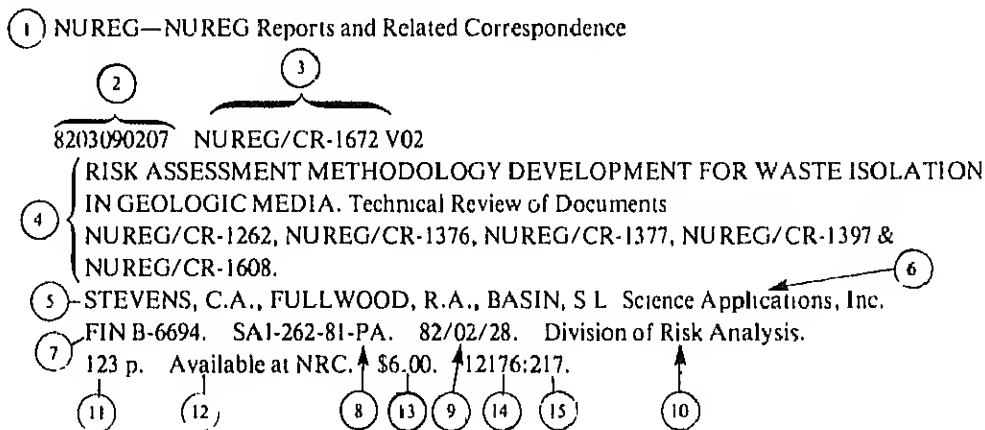 1 NUREG—NUREG Reports and Related Correspondence
2 3
8203090207 NUREG/CR-1672 V02
RISK ASSESSMENT METHODOLOGY DEVELOPMENT FOR WASTE ISOLATION
4 IN GEOLOGIC MEDIA. Technical Review of Documents
NUREG/CR-1262, NUREG/CR-1376, NUREG/CR-1377, NUREG/CR-1397 &
NUREG/CR-1608.
6
5 STEVENS, C.A., FULLWOOD, R.A., BASIN, S L Science Applications, Inc.
7 FIN B-6694. SAI-262-81-PA. 82/02/28. Division of Risk Analysis.
123 p. Available at NRC. $6.00. 12176:217.
11 12 8 13 9 14 15 10